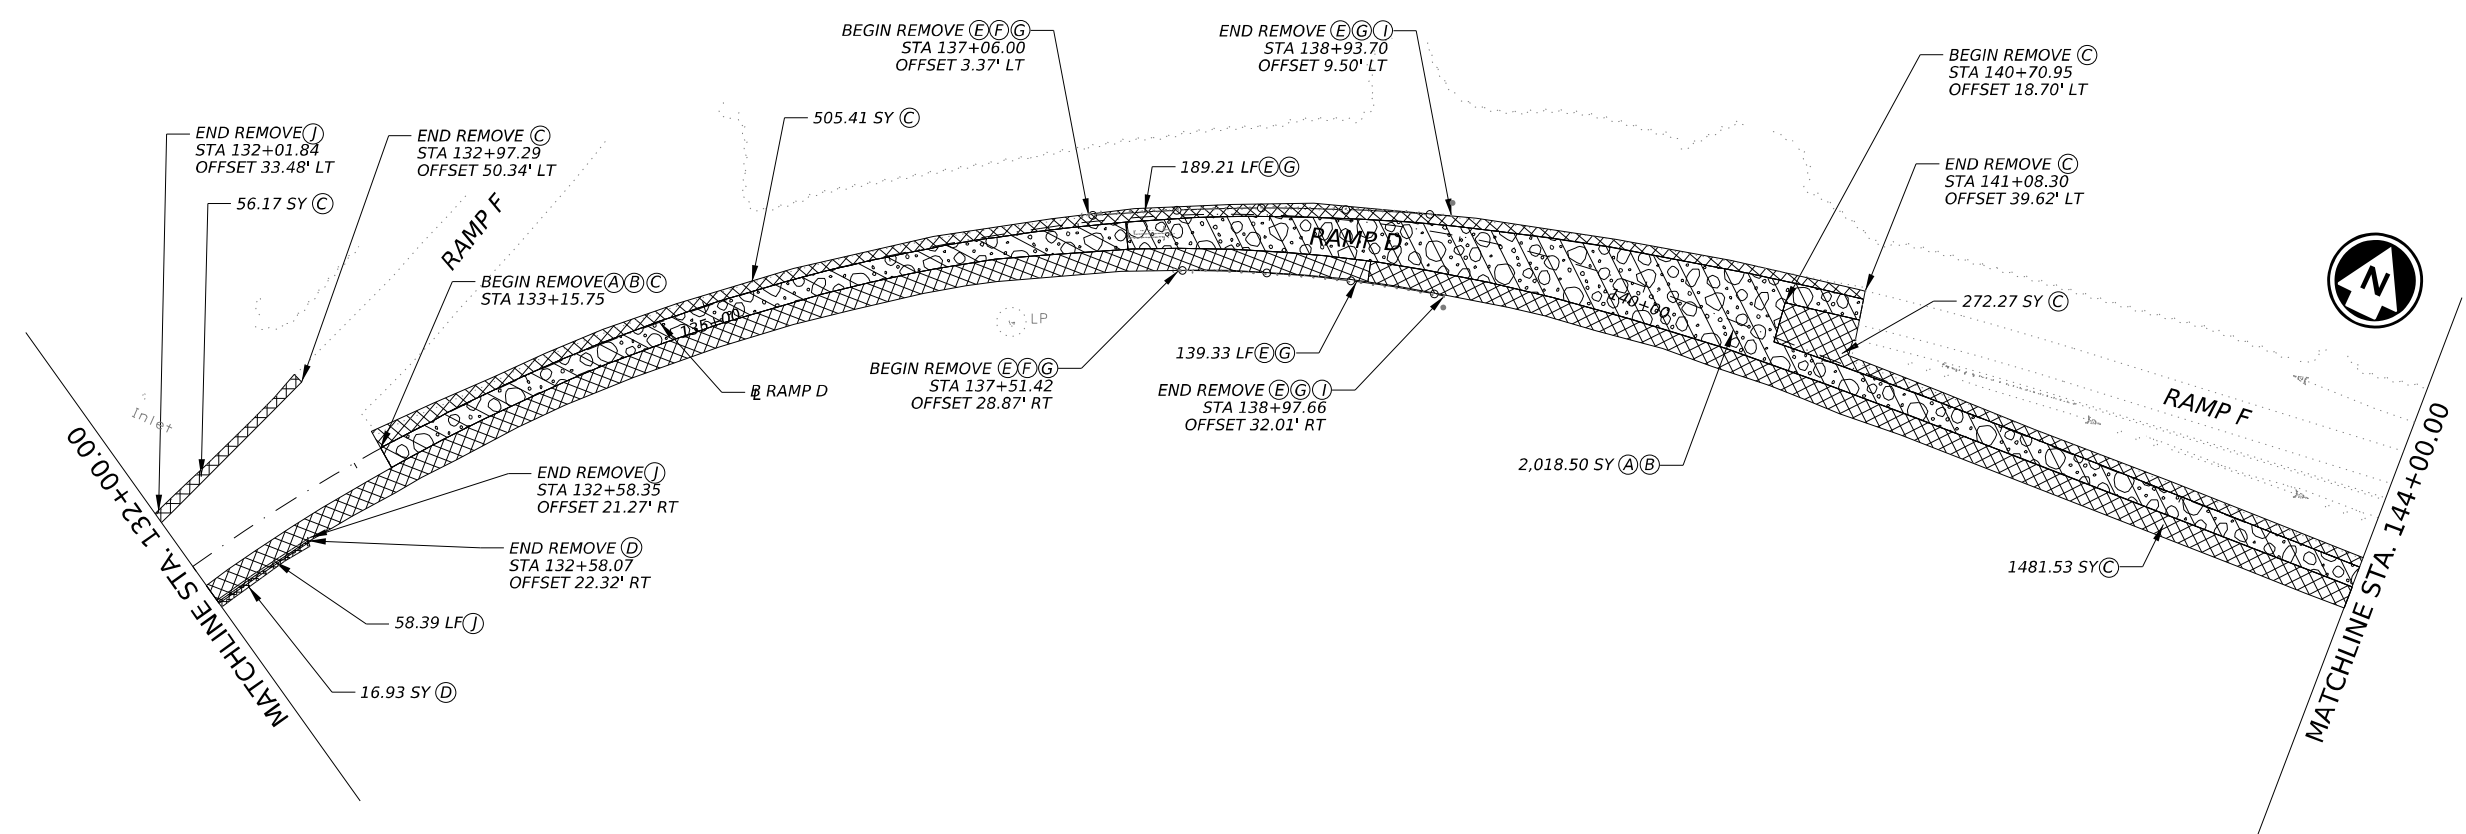 BEGIN REMOVE E F G
STA 137+06.00
OFFSET 3.37' LT
END REMOVE E G I
STA 138+93.70
OFFSET 9.50' LT
BEGIN REMOVE C
STA 140+70.95
OFFSET 18.70' LT
505.41 SY C
END REMOVE J
STA 132+01.84
OFFSET 33.48' LT
END REMOVE C
STA 132+97.29
OFFSET 50.34' LT
189.21 LF E G
END REMOVE C
STA 141+08.30
OFFSET 39.62' LT
56.17 SY C
RAMP F
RAMP D
BEGIN REMOVE A B C
STA 133+15.75
N
272.27 SY C
140+00
135+00
LP
139.33 LF E G
BEGIN REMOVE E F G
STA 137+51.42
OFFSET 28.87' RT
END REMOVE E G I
STA 138+97.66
OFFSET 32.01' RT
BL RAMP D
RAMP F
Inlet
2,018.50 SY A B
END REMOVE J
STA 132+58.35
OFFSET 21.27' RT
END REMOVE D
STA 132+58.07
OFFSET 22.32' RT
1481.53 SY C
58.39 LF J
16.93 SY D
MATCHLINE STA. 132+00.00
MATCHLINE STA. 144+00.00